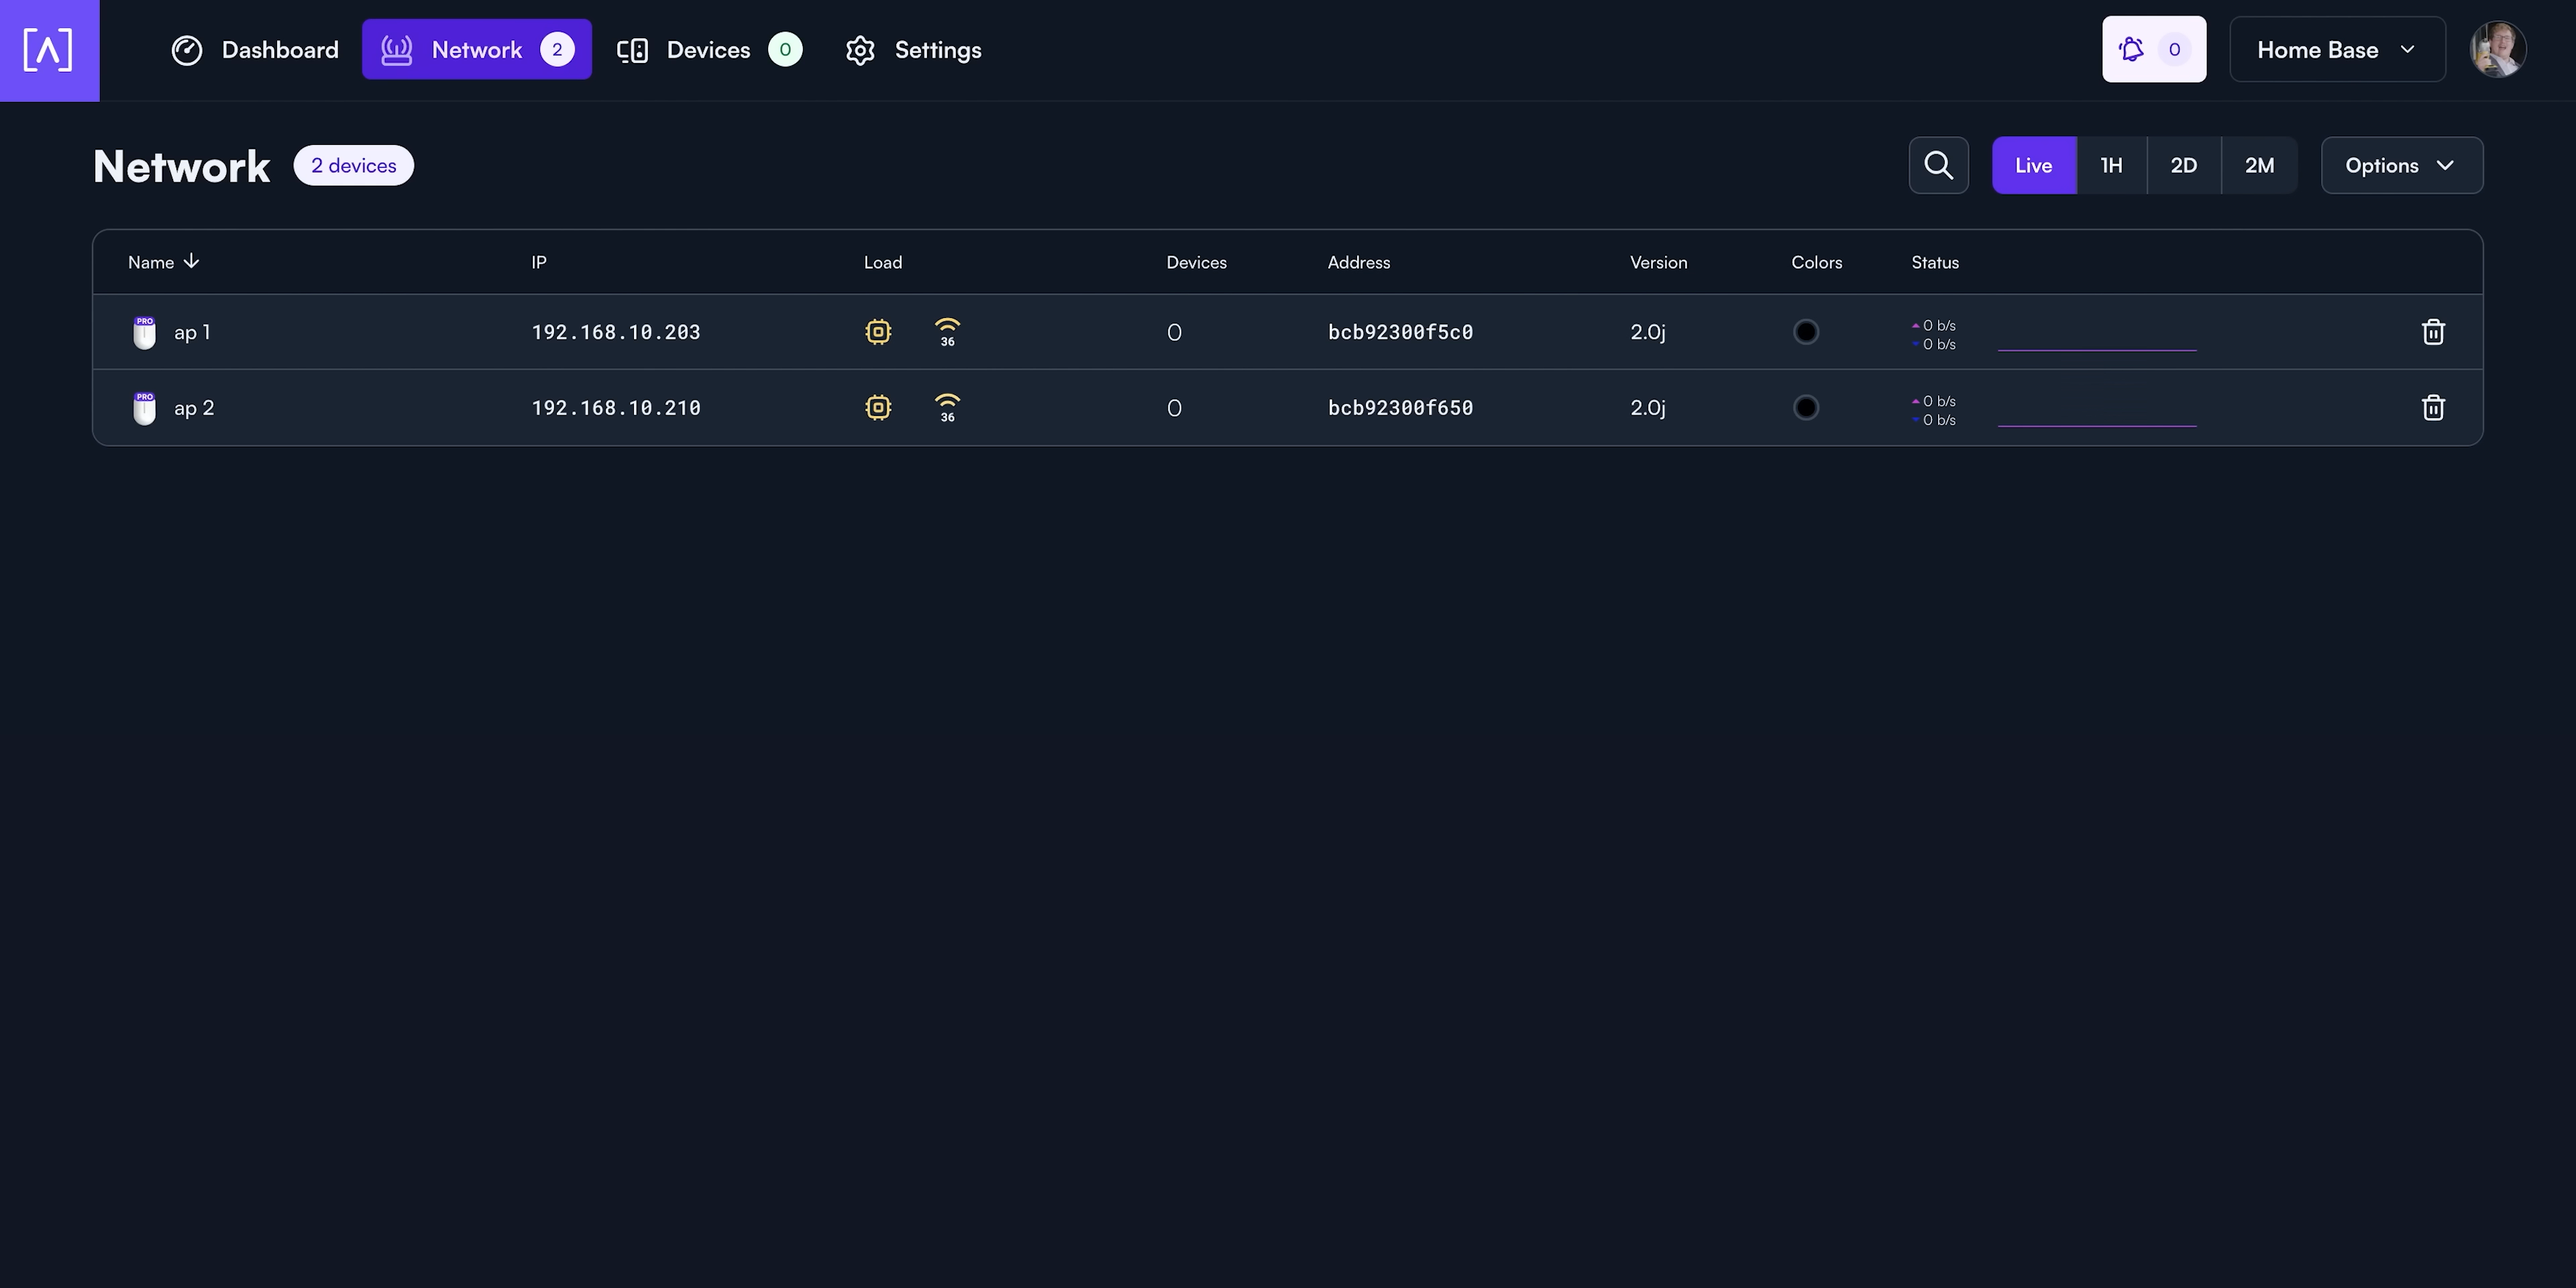 [Λ] Dashboard Network 2 Devices 0 Settings 0 Home Base
Network 2 devices Live 1H 2D 2M Options
Name IP Load Devices Address Version Colors Status
PRO ap 1 192.168.10.203 36 0 bcb92300f5c0 2.0j 0 b/s
0 b/s
PRO ap 2 192.168.10.210 36 0 bcb92300f650 2.0j 0 b/s
0 b/s